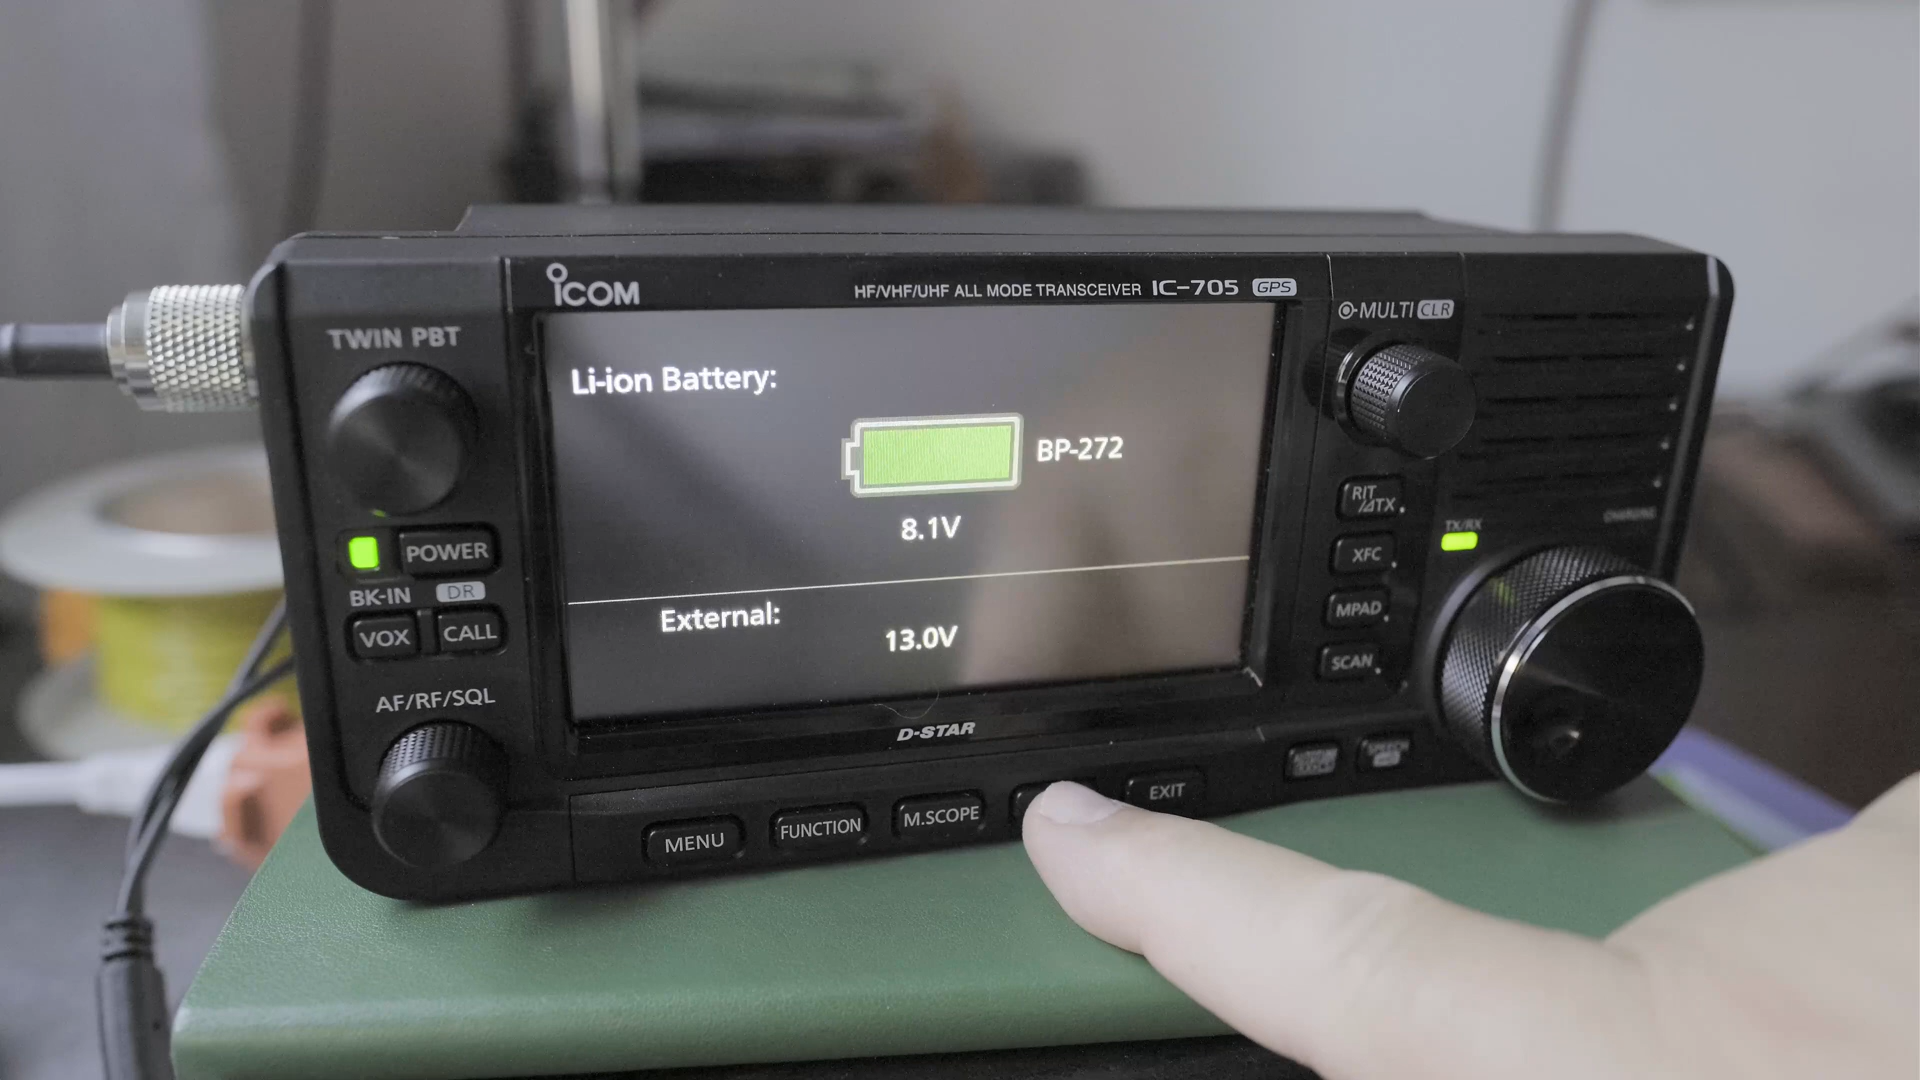 ICOM
HF/VHF/UHF ALL MODE TRANSCEIVER IC-705 GPS
MULTI CLR
TWIN PBT
Li-ion Battery:
BP-272
8.1V
External:
13.0V
RIT
⊿TX
XFC
MPAD
SCAN
TX/RX
CHARGING
POWER
BK-IN DR
VOX CALL
AF/RF/SQL
D-STAR
MENU FUNCTION M.SCOPE EXIT
SPEECH